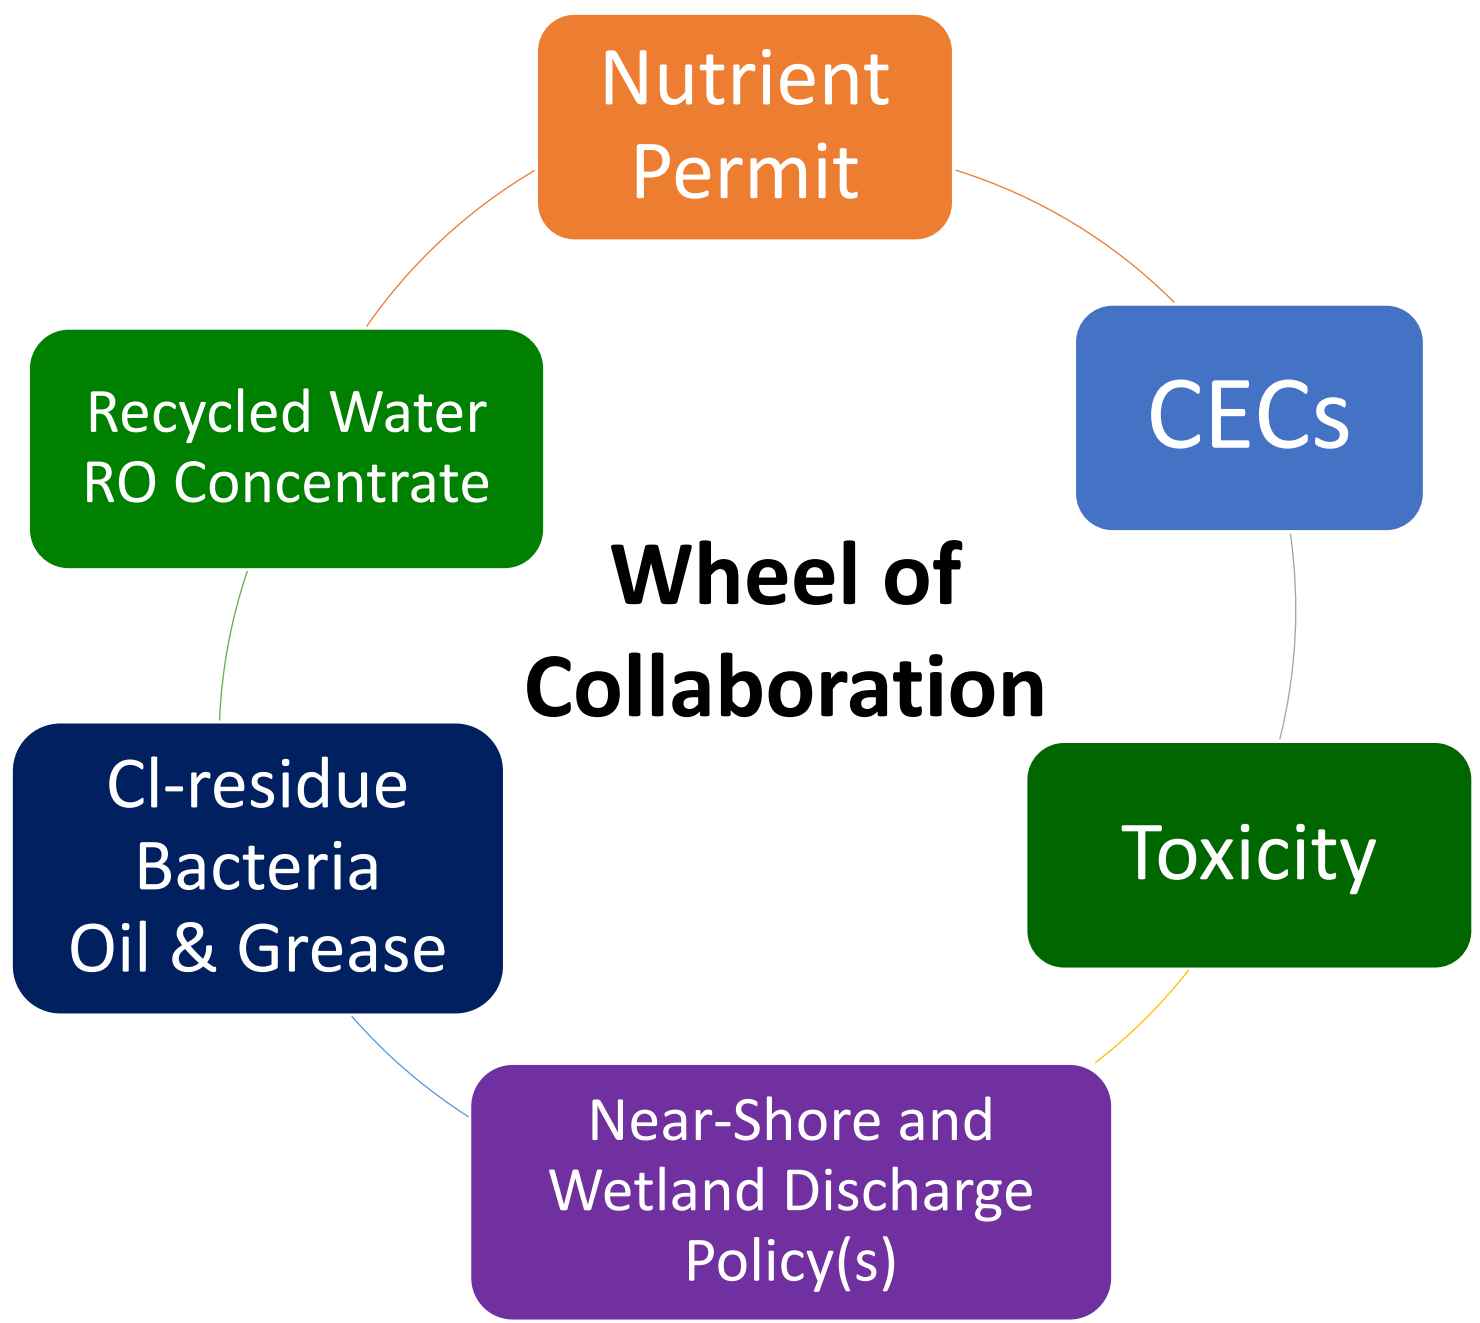 Nutrient
Permit
CECs
Toxicity
Near-Shore and
Wetland Discharge
Policy(s)
Cl-residue
Bacteria
Oil & Grease
Recycled Water
RO Concentrate
Wheel of
Collaboration